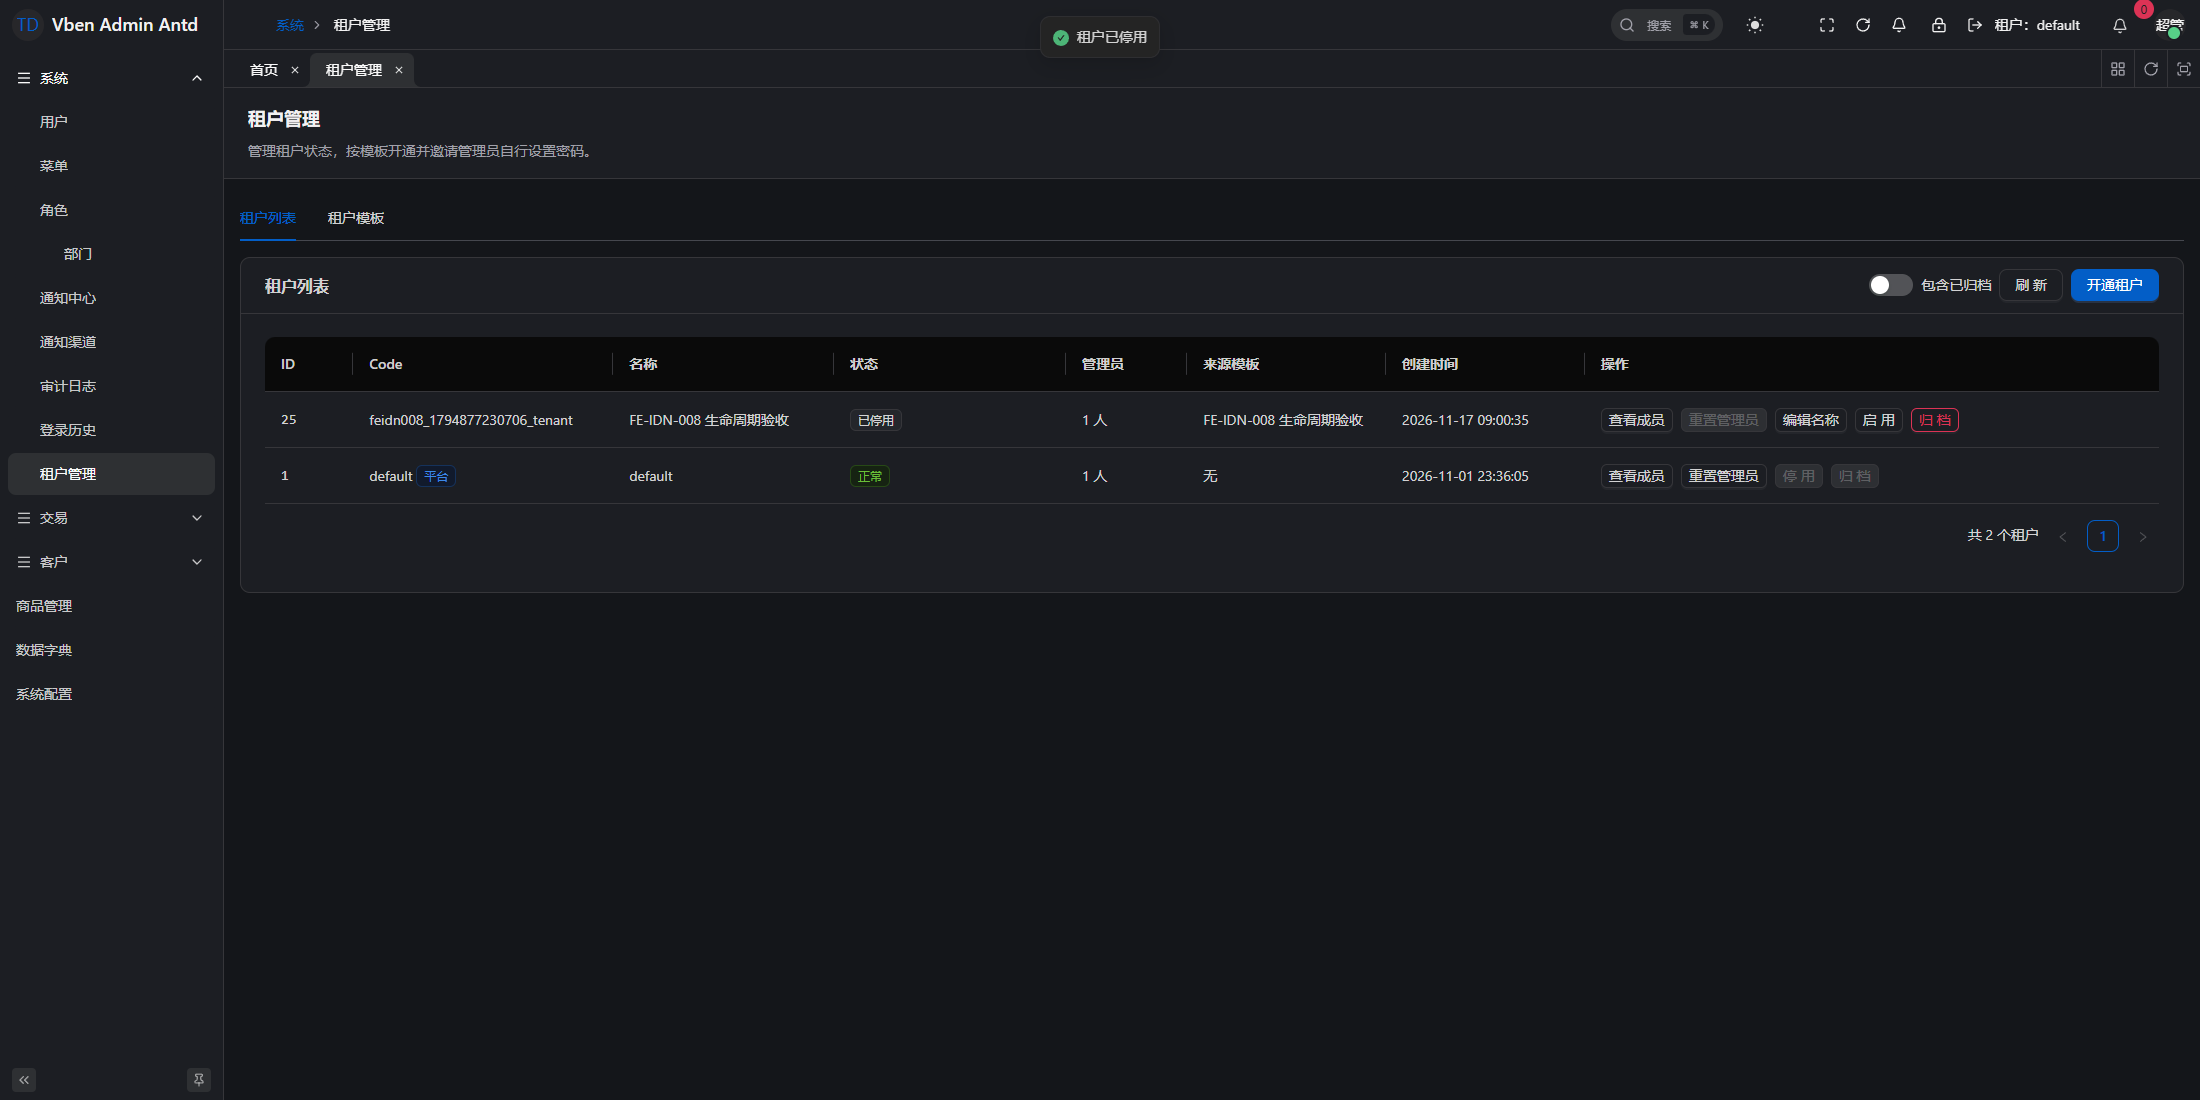 TD Vben Admin Antd
系统 > 租户管理
租户已停用
搜索 ⌘ K
租户：default
0
超管
系统
用户
菜单
角色
部门
通知中心
通知渠道
审计日志
登录历史
租户管理
交易
客户
商品管理
数据字典
系统配置
首页 × 租户管理 ×
租户管理
管理租户状态，按模板开通并邀请管理员自行设置密码。
租户列表 租户模板
租户列表
包含已归档 刷 新 开通租户
ID Code 名称 状态 管理员 来源模板 创建时间 操作
25 feidn008_1794877230706_tenant FE-IDN-008 生命周期验收 已停用 1 人 FE-IDN-008 生命周期验收 2026-11-17 09:00:35 查看成员 重置管理员 编辑名称 启 用 归 档
1 default 平台 default 正常 1 人 无 2026-11-01 23:36:05 查看成员 重置管理员 停 用 归 档
共 2 个租户 < 1 >